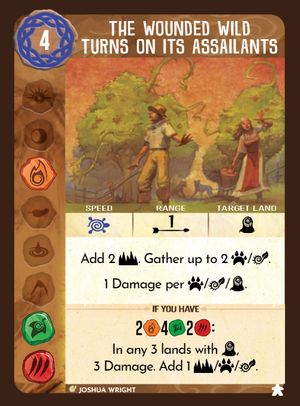 4
THE WOUNDED WILD
TURNS ON ITS ASSAILANTS
SPEED
RANGE
TARGET LAND
1
Add 2 . Gather up to 2 / .
1 Damage per / / .
IF YOU HAVE
2 4 2 :
In any 3 lands with
3 Damage. Add 1 / / .
JOSHUA WRIGHT